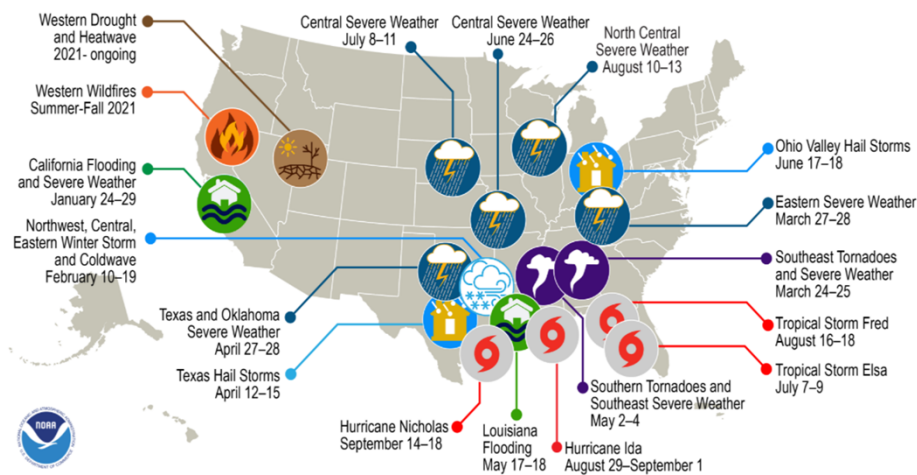 Western Drought
and Heatwave
2021- ongoing
Central Severe Weather
July 8–11
Central Severe Weather
June 24–26
North Central
Severe Weather
August 10–13
Western Wildfires
Summer-Fall 2021
California Flooding
and Severe Weather
January 24–29
Northwest, Central,
Eastern Winter Storm
and Coldwave
February 10–19
Ohio Valley Hail Storms
June 17–18
Eastern Severe Weather
March 27–28
Southeast Tornadoes
and Severe Weather
March 24–25
Tropical Storm Fred
August 16–18
Tropical Storm Elsa
July 7–9
Texas and Oklahoma
Severe Weather
April 27–28
Texas Hail Storms
April 12–15
Hurricane Nicholas
September 14–18
Louisiana
Flooding
May 17–18
Hurricane Ida
August 29–September 1
Southern Tornadoes and
Southeast Severe Weather
May 2–4
NOAA